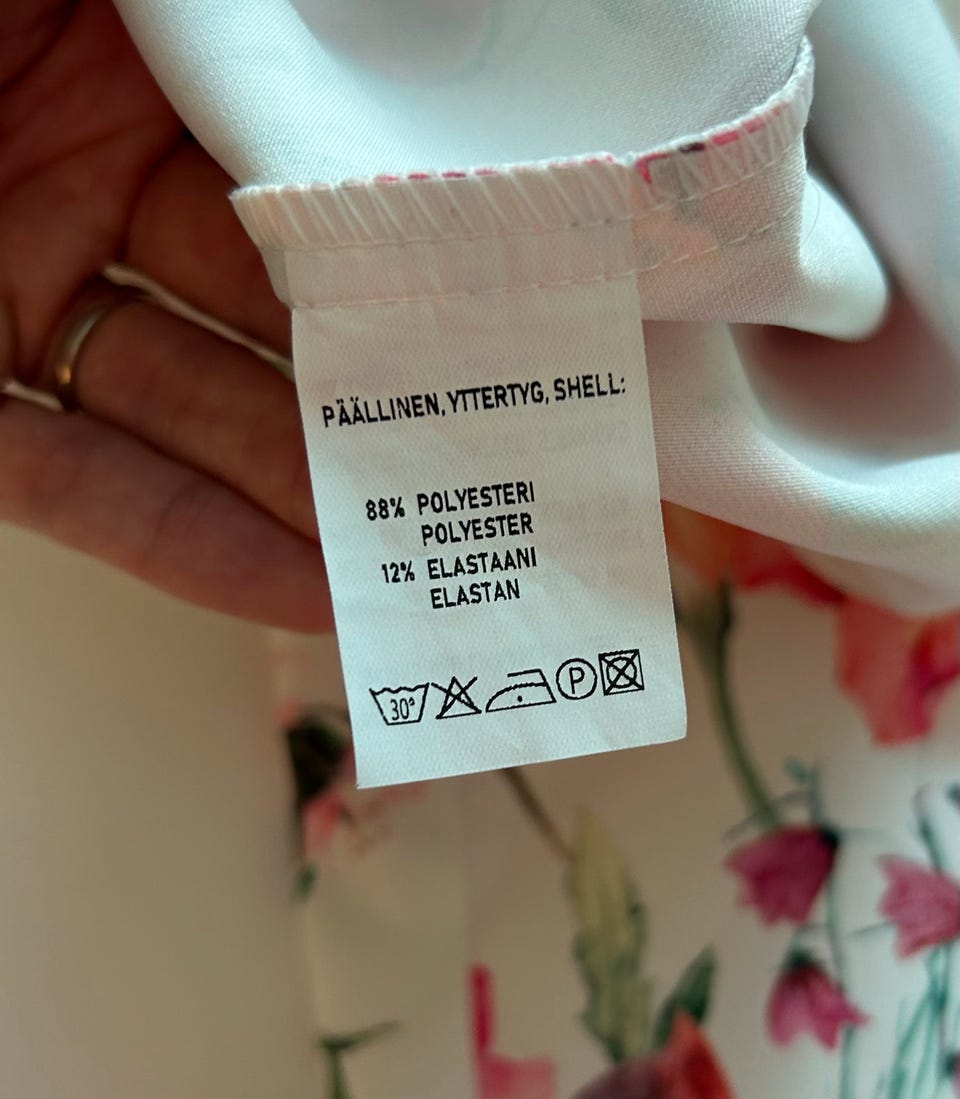 PÄÄLLINEN, YTTERTYG, SHELL:
88% POLYESTERI
POLYESTER
12% ELASTAANI
ELASTAN
30° P